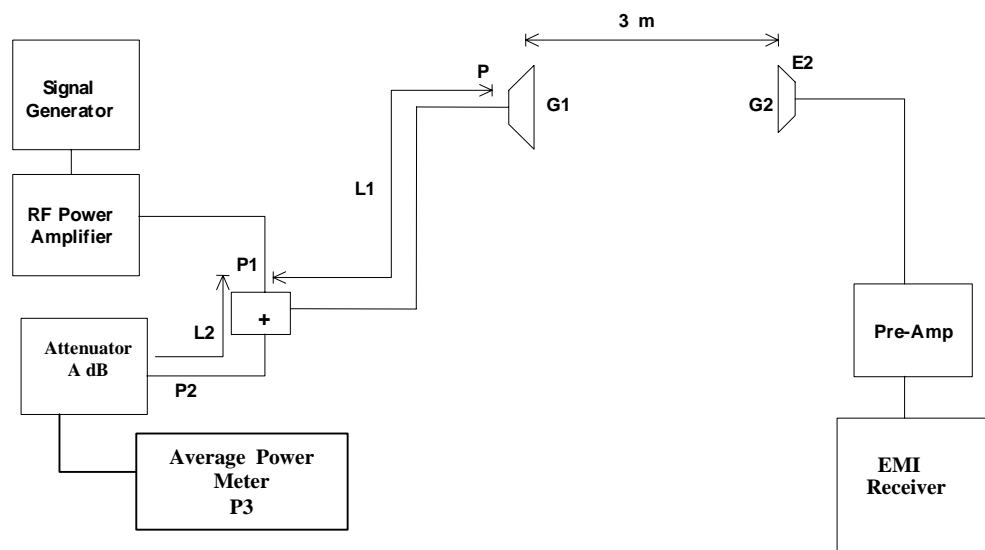 3 m
Signal
Generator
P
E2
G1
G2
L1
RF Power
Amplifier
P1
+
L2
Attenuator
A dB
P2
Pre-Amp
Average Power
Meter
P3
EMI
Receiver